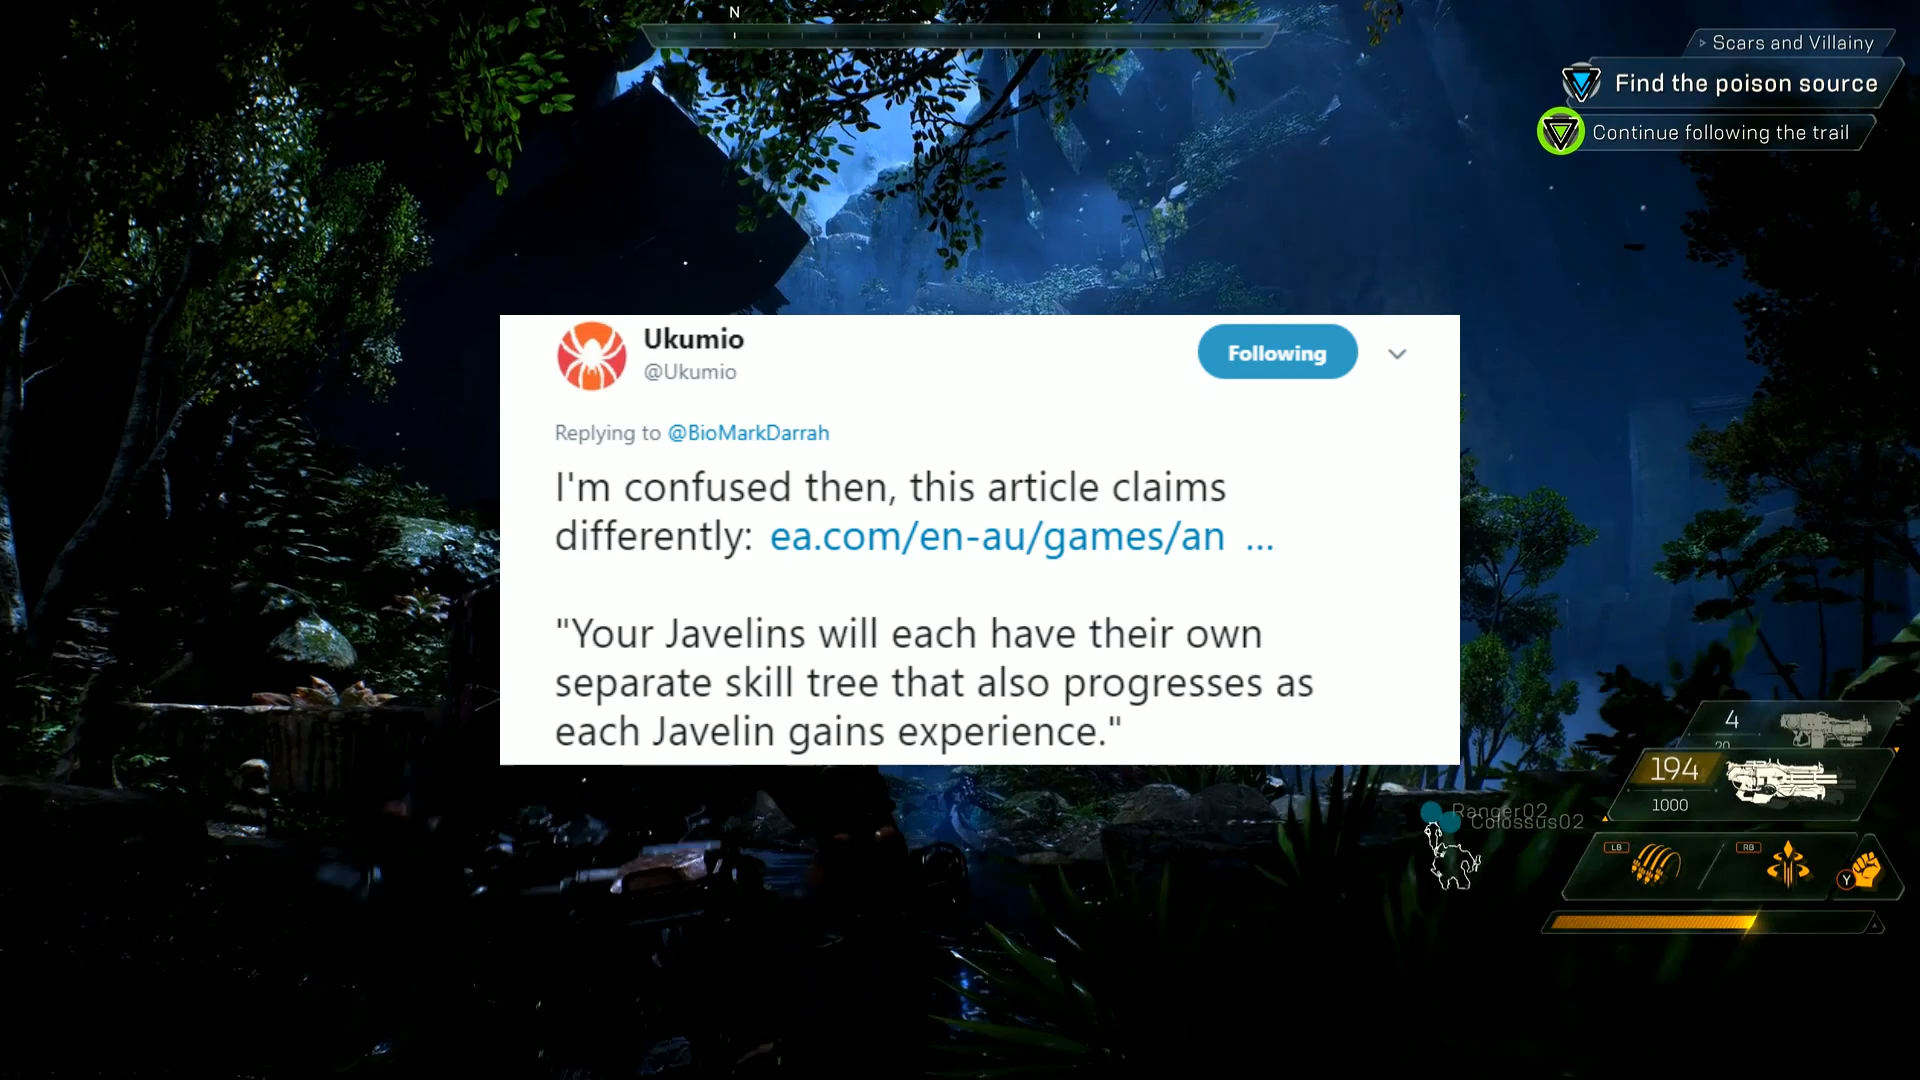 N
Scars and Villainy
Find the poison source
Continue following the trail
Ukumio
@Ukumio
Following
Replying to @BioMarkDarrah
I'm confused then, this article claims
differently: ea.com/en-au/games/an ...
"Your Javelins will each have their own
separate skill tree that also progresses as
each Javelin gains experience."
4
20
194
1000
Ranger02
Colossus02
LB
RB
Y